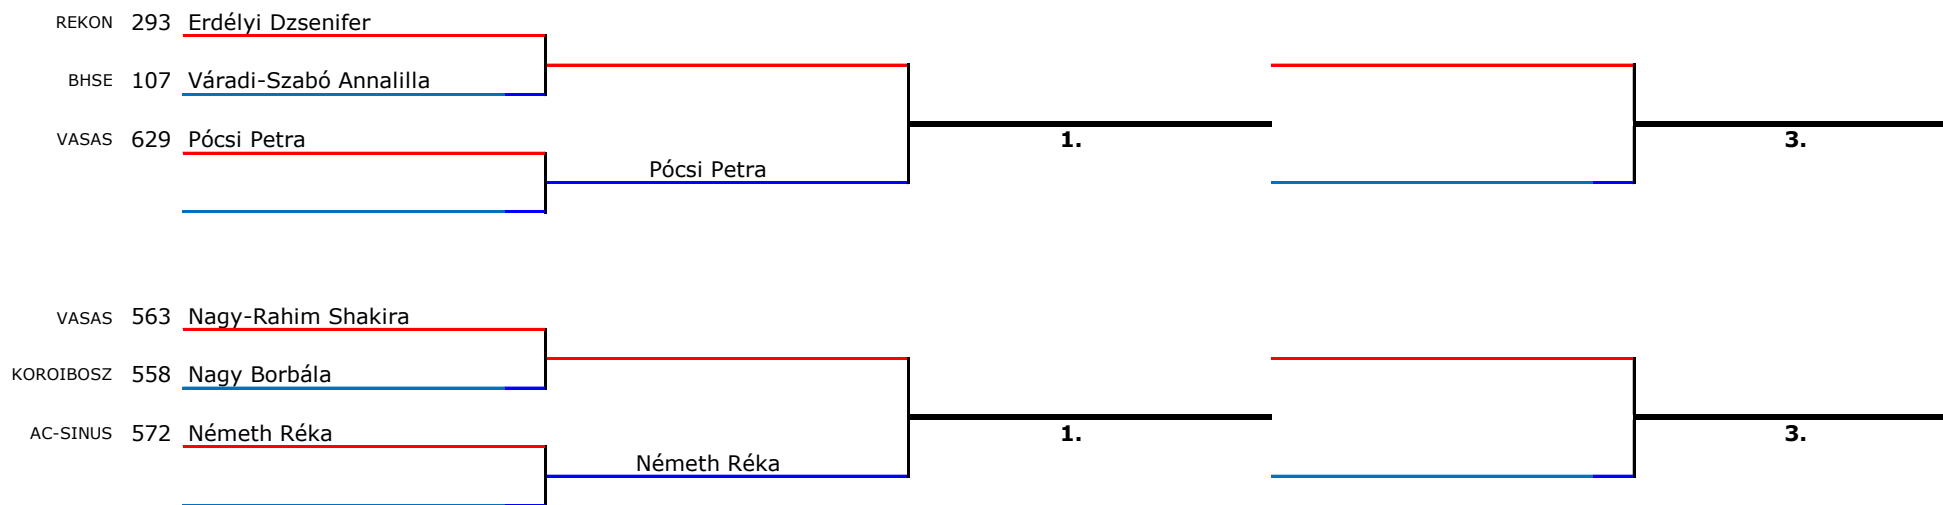 REKON 293 Erdélyi Dzsenifer
BHSE 107 Váradi-Szabó Annalilla
VASAS 629 Pócsi Petra
1.
3.
Pócsi Petra
VASAS 563 Nagy-Rahim Shakira
KOROIBOSZ 558 Nagy Borbála
AC-SINUS 572 Németh Réka
1.
3.
Németh Réka